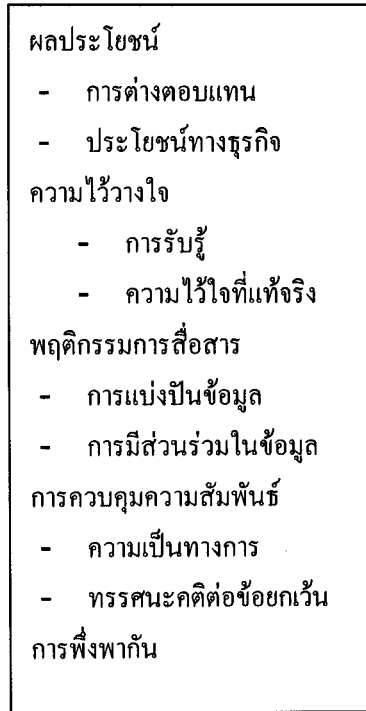 ผลประโยชน์
- การต่างตอบแทน
- ประโยชน์ทางธุรกิจ
ความไว้วางใจ
- การรับรู้
- ความไว้ใจที่แท้จริง
พฤติกรรมการสื่อสาร
- การแบ่งปันข้อมูล
- การมีส่วนร่วมในข้อมูล
การควบคุมความสัมพันธ์
- ความเป็นทางการ
- ทรรศนะคติต่อข้อยกเว้น
การพึ่งพากัน